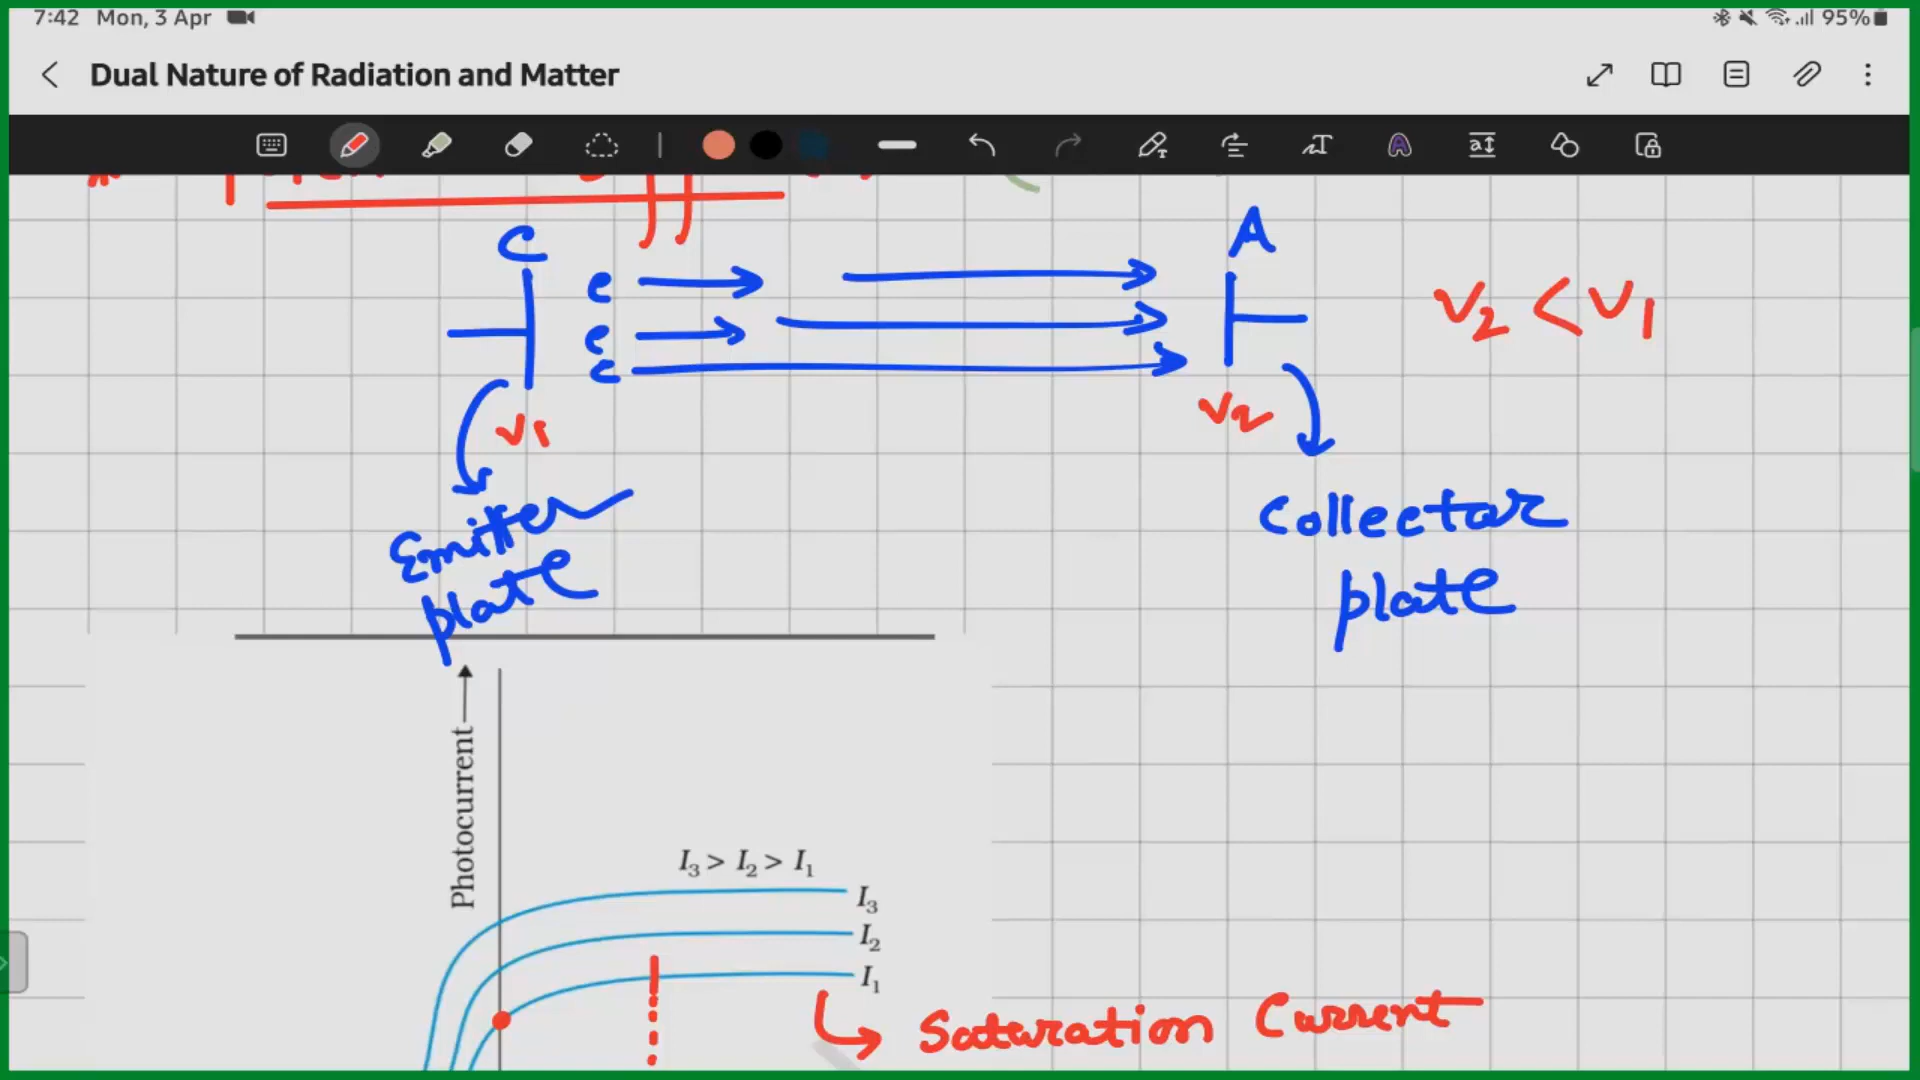 7:42 Mon, 3 Apr 95%
Dual Nature of Radiation and Matter
C A
e
e
e
V2 < V1
V1 V2
Emitter plate
Collector plate
Photocurrent
I3 > I2 > I1
I3
I2
I1
Saturation Current